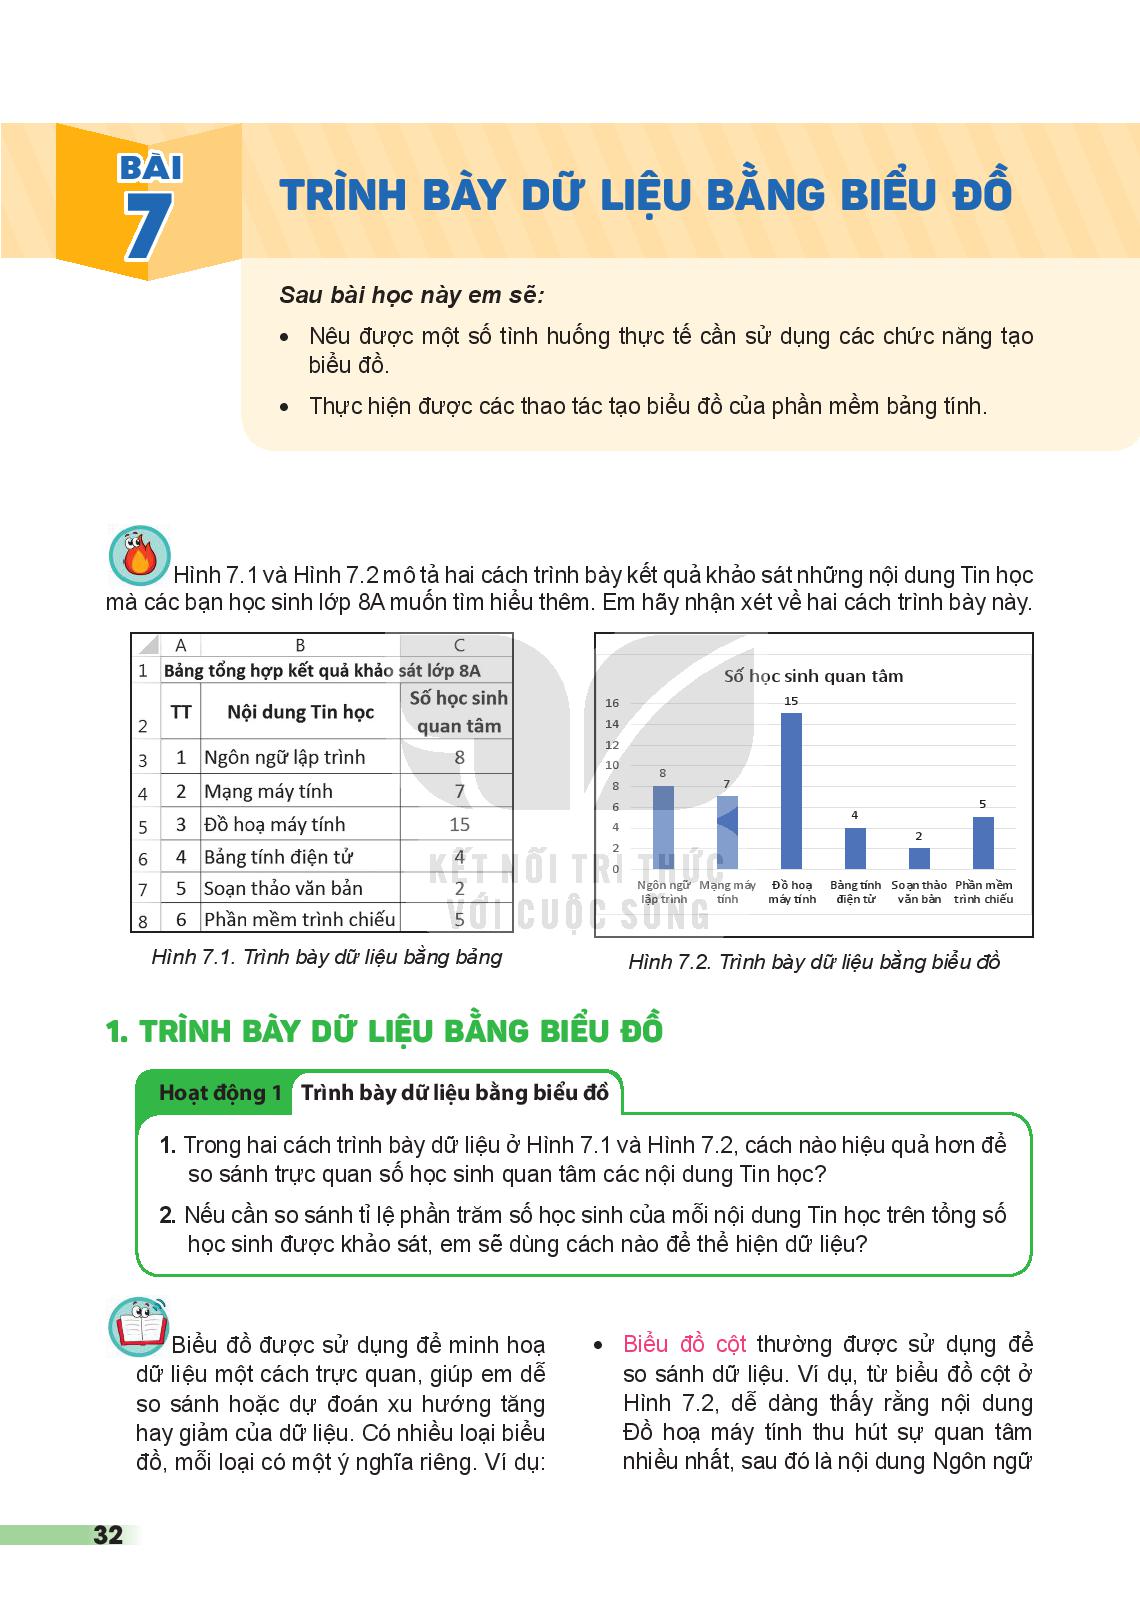 BÀI
7
TRÌNH BÀY DỮ LIỆU BẰNG BIỂU ĐỒ
Sau bài học này em sẽ:
• Nêu được một số tình huống thực tế cần sử dụng các chức năng tạo
biểu đồ.
• Thực hiện được các thao tác tạo biểu đồ của phần mềm bảng tính.
Hình 7.1 và Hình 7.2 mô tả hai cách trình bày kết quả khảo sát những nội dung Tin học
mà các bạn học sinh lớp 8A muốn tìm hiểu thêm. Em hãy nhận xét về hai cách trình bày này.
A B C
1 Bảng tổng hợp kết quả khảo sát lớp 8A
2 TT Nội dung Tin học Số học sinh
quan tâm
3 1 Ngôn ngữ lập trình 8
4 2 Mạng máy tính 7
5 3 Đồ hoạ máy tính 15
6 4 Bảng tính điện tử 4
7 5 Soạn thảo văn bản 2
8 6 Phần mềm trình chiếu 5
Hình 7.1. Trình bày dữ liệu bằng bảng
Số học sinh quan tâm
16
14
12
10
8
6
4
2
0
8
7
15
4
2
5
Ngôn ngữ Mạng máy Đồ hoạ Bảng tính Soạn thảo Phần mềm
lập trình tính máy tính điện tử văn bản trình chiếu
Hình 7.2. Trình bày dữ liệu bằng biểu đồ
KẾT NỐI TRI THỨC
VỚI CUỘC SỐNG
1. TRÌNH BÀY DỮ LIỆU BẰNG BIỂU ĐỒ
Hoạt động 1 Trình bày dữ liệu bằng biểu đồ
1. Trong hai cách trình bày dữ liệu ở Hình 7.1 và Hình 7.2, cách nào hiệu quả hơn để
so sánh trực quan số học sinh quan tâm các nội dung Tin học?
2. Nếu cần so sánh tỉ lệ phần trăm số học sinh của mỗi nội dung Tin học trên tổng số
học sinh được khảo sát, em sẽ dùng cách nào để thể hiện dữ liệu?
Biểu đồ được sử dụng để minh hoạ
dữ liệu một cách trực quan, giúp em dễ
so sánh hoặc dự đoán xu hướng tăng
hay giảm của dữ liệu. Có nhiều loại biểu
đồ, mỗi loại có một ý nghĩa riêng. Ví dụ:
• Biểu đồ cột thường được sử dụng để
so sánh dữ liệu. Ví dụ, từ biểu đồ cột ở
Hình 7.2, dễ dàng thấy rằng nội dung
Đồ hoạ máy tính thu hút sự quan tâm
nhiều nhất, sau đó là nội dung Ngôn ngữ
32